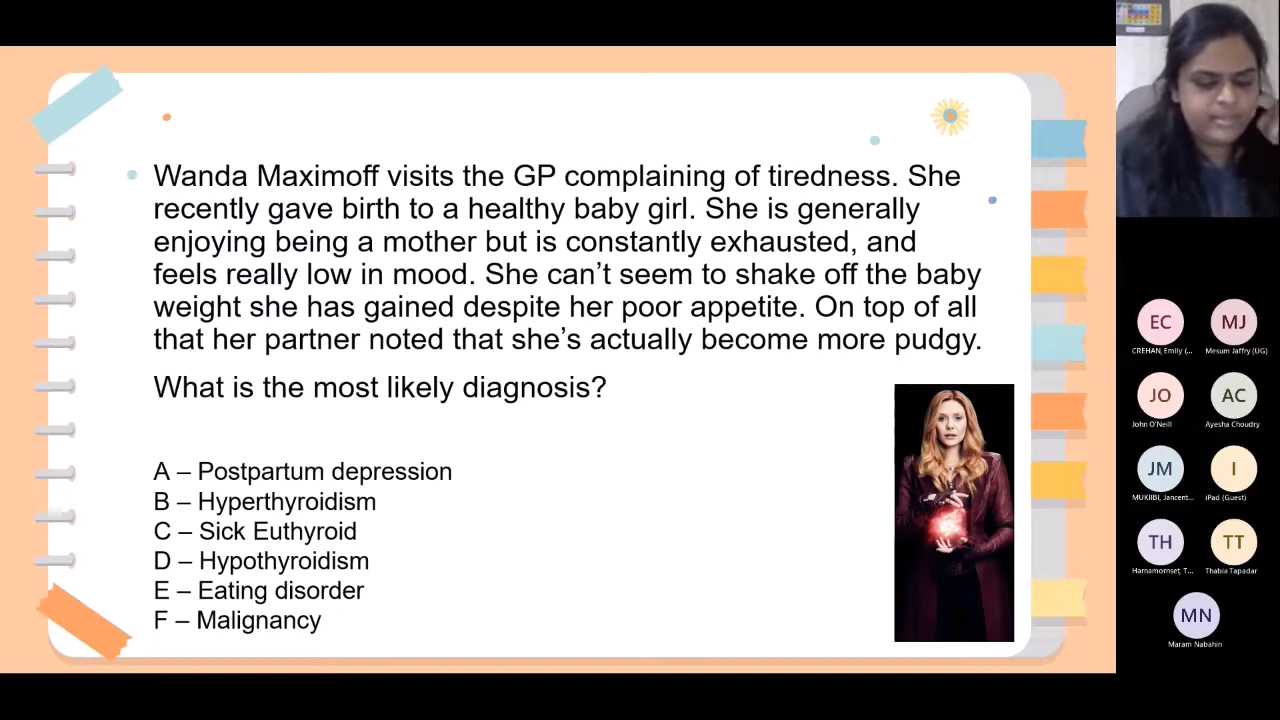 Wanda Maximoff visits the GP complaining of tiredness. She
recently gave birth to a healthy baby girl. She is generally
enjoying being a mother but is constantly exhausted, and
feels really low in mood. She can’t seem to shake off the baby
weight she has gained despite her poor appetite. On top of all
that her partner noted that she’s actually become more pudgy.
What is the most likely diagnosis?
A – Postpartum depression
B – Hyperthyroidism
C – Sick Euthyroid
D – Hypothyroidism
E – Eating disorder
F – Malignancy
EC
MJ
CREHAN, Emily (...
Mesum Jaffry (UG)
JO
AC
John O'Neill
Ayesha Choudry
JM
I
MUKIIBI, Jancent...
iPad (Guest)
TH
TT
Harnamornset, T...
Thabia Tapadar
MN
Maram Nabahin